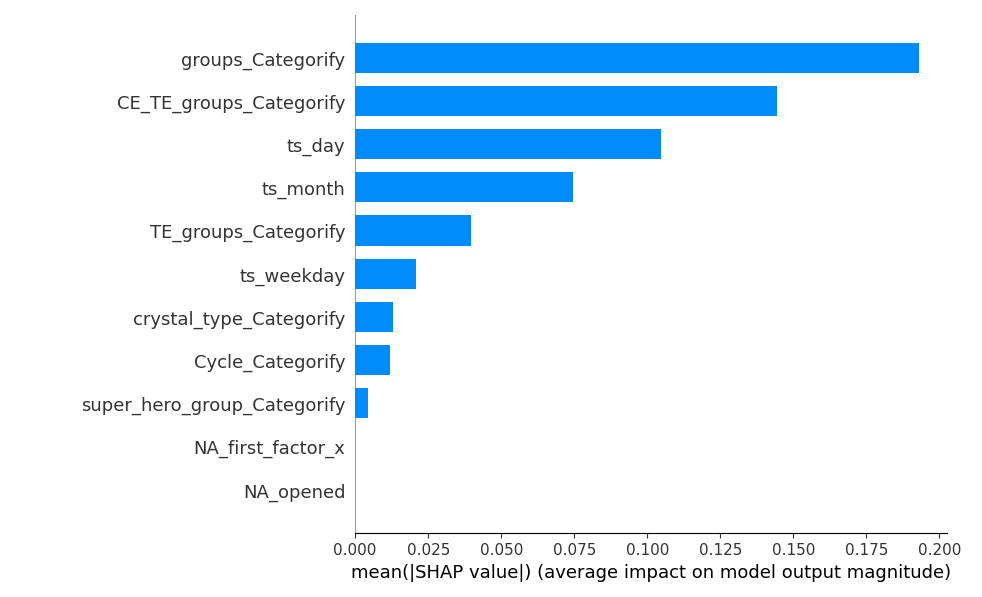 groups_Categorify
CE_TE_groups_Categorify
ts_day
ts_month
TE_groups_Categorify
ts_weekday
crystal_type_Categorify
Cycle_Categorify
super_hero_group_Categorify
NA_first_factor_x
NA_opened
0.000 0.025 0.050 0.075 0.100 0.125 0.150 0.175 0.200
mean(|SHAP value|) (average impact on model output magnitude)